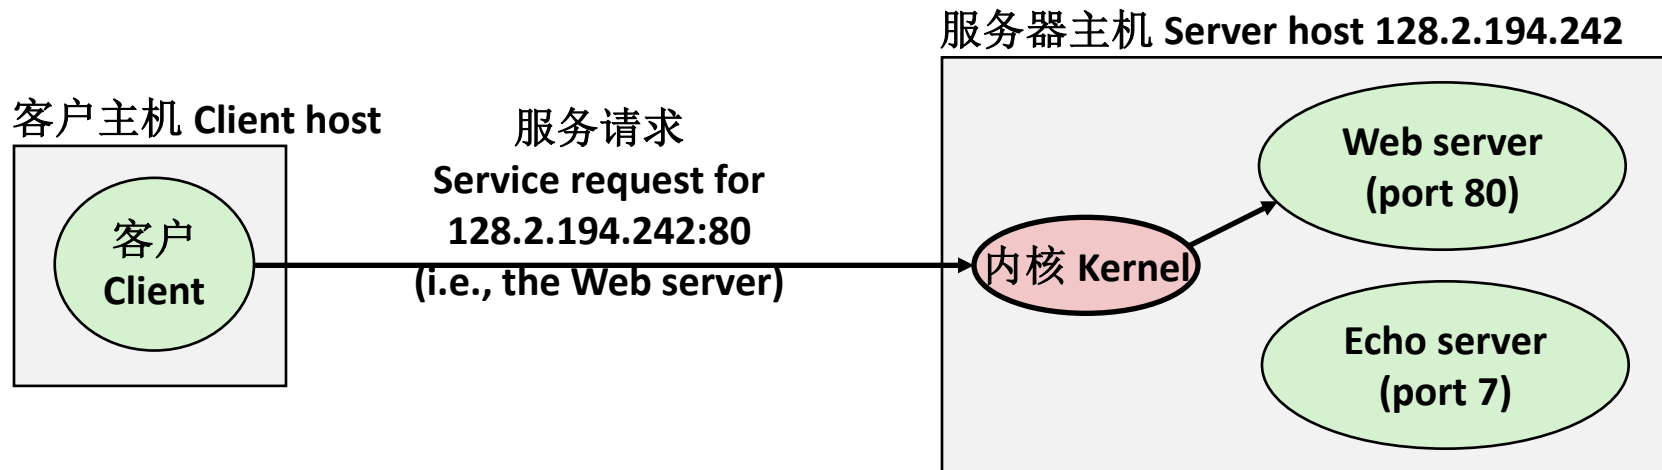 服务器主机 Server host 128.2.194.242
客户主机 Client host
服务请求
Service request for
128.2.194.242:80
(i.e., the Web server)
客户
Client
内核 Kernel
Web server
(port 80)
Echo server
(port 7)